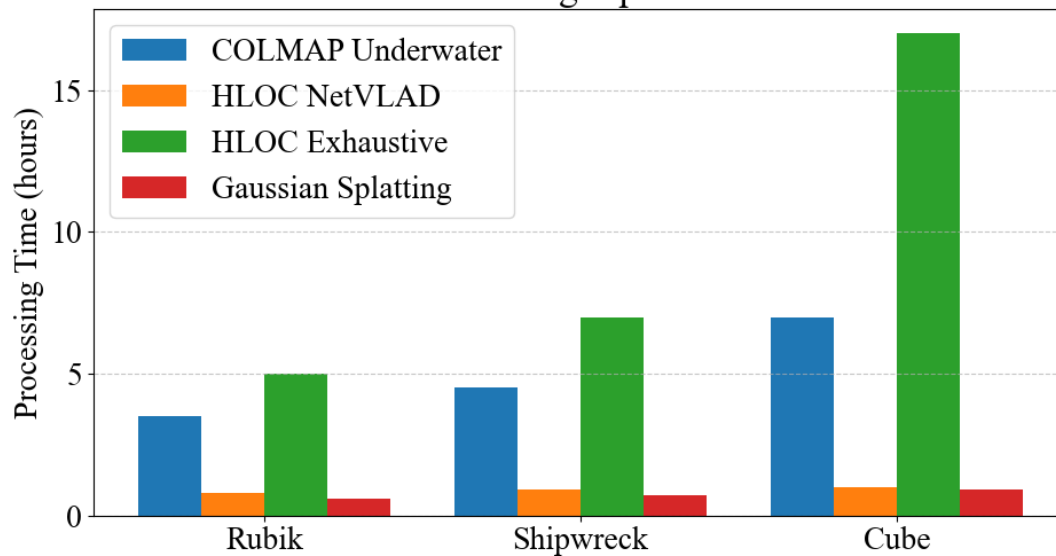 COLMAP Underwater
HLOC NetVLAD
HLOC Exhaustive
Gaussian Splatting
Processing Time (hours)
15
10
5
0
Rubik Shipwreck Cube